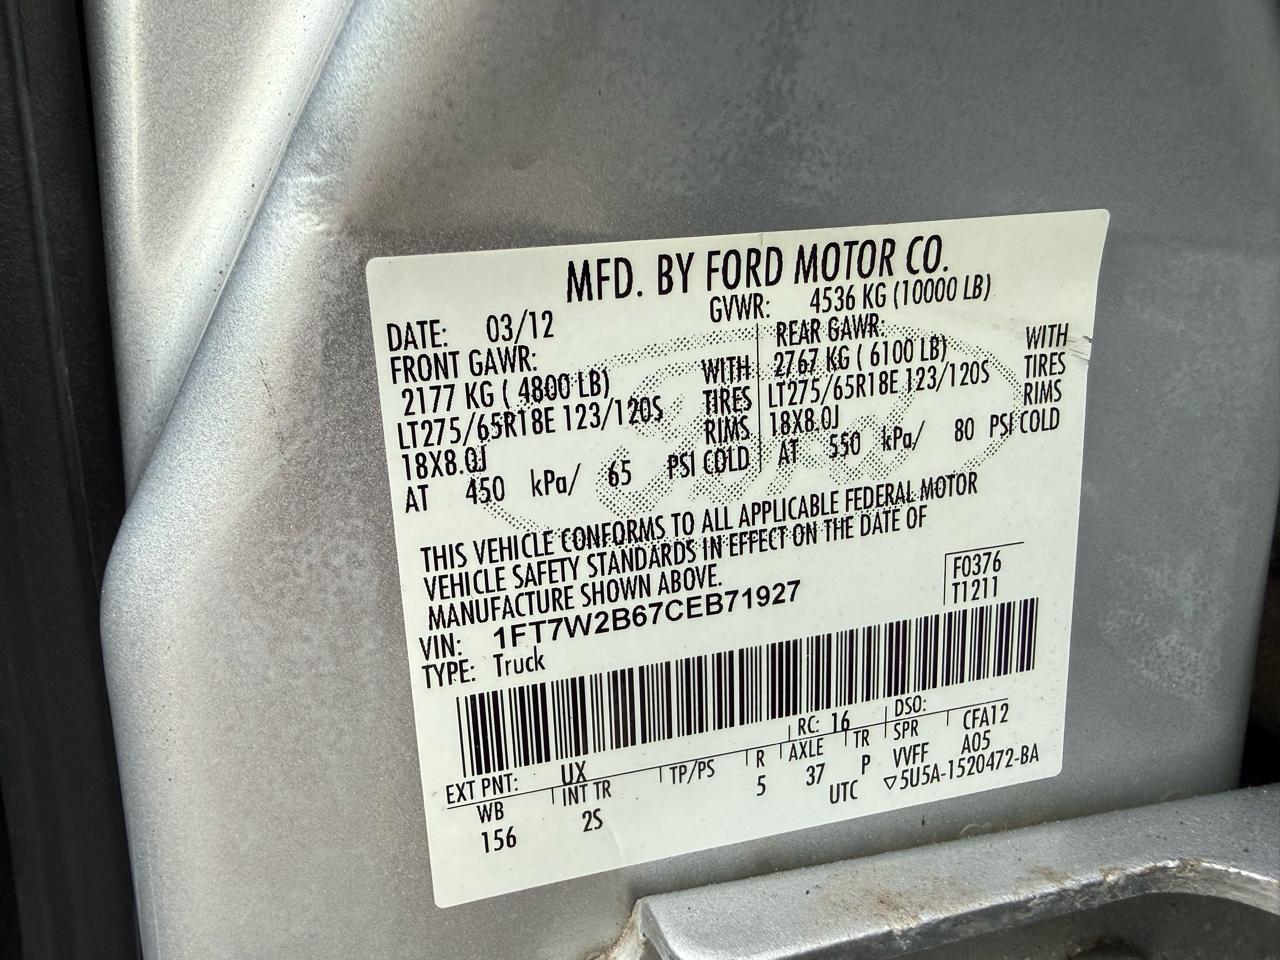 MFD. BY FORD MOTOR CO.
DATE: 03/12 GVWR: 4536 KG (10000 LB)
FRONT GAWR: REAR GAWR:
2177 KG ( 4800 LB) WITH 2767 KG ( 6100 LB) WITH
LT275/65R18E 123/120S TIRES LT275/65R18E 123/120S TIRES
18X8.0J RIMS 18X8.0J RIMS
AT 450 kPa/ 65 PSI COLD AT 550 kPa/ 80 PSI COLD
THIS VEHICLE CONFORMS TO ALL APPLICABLE FEDERAL MOTOR
VEHICLE SAFETY STANDARDS IN EFFECT ON THE DATE OF
MANUFACTURE SHOWN ABOVE.
F0376
T1211
VIN: 1FT7W2B67CEB71927
TYPE: Truck
EXT PNT: UX RC: 16 DSO:
WB INT TR TP/PS R AXLE TR SPR CFA12
156 2S 5 37 P VVFF A05
UTC ▽5U5A-1520472-BA